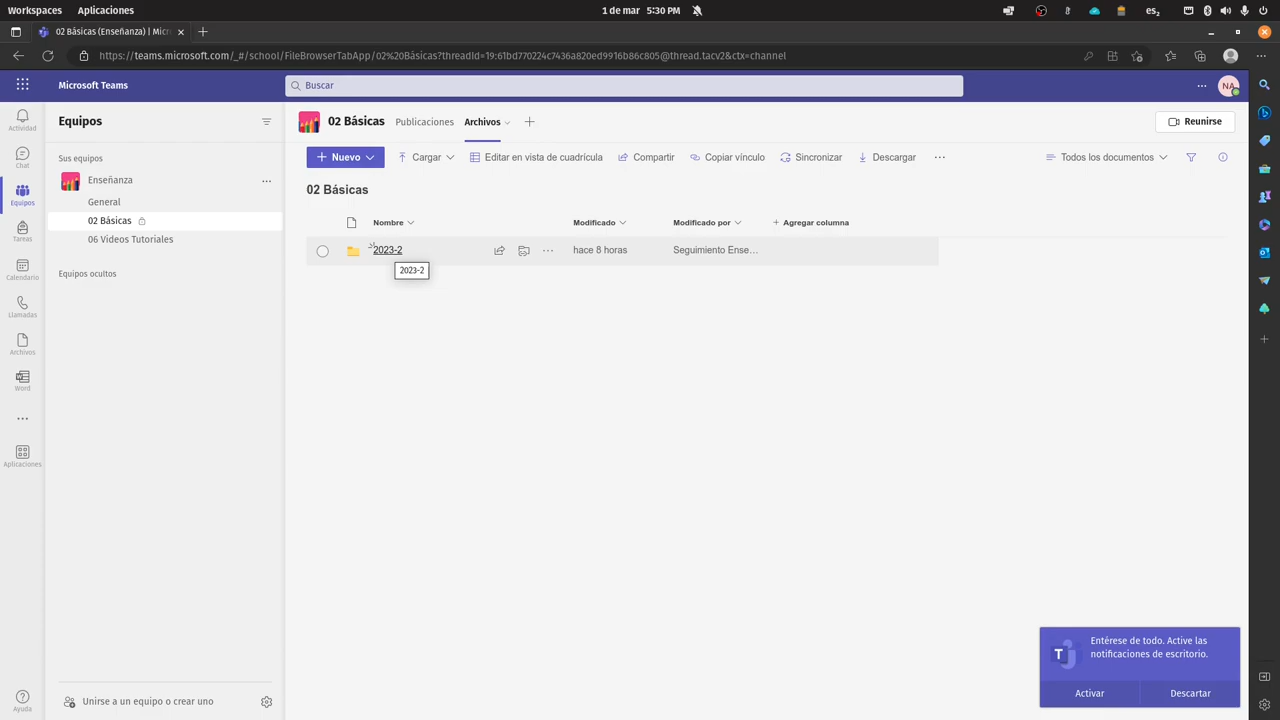 Workspaces Aplicaciones 1 de mar 5:30 PM es₂
02 Básicas (Enseñanza) | Micr
https://teams.microsoft.com/_#/school/FileBrowserTabApp/02%20Básicas?threadId=19:61bd770224c7436a820ed9916b86c805@thread.tacv2&ctx=channel
Microsoft Teams Buscar NA
Actividad
Chat
Equipos
Tareas
Calendario
Llamadas
Archivos
Word
Aplicaciones
Ayuda
Equipos
Sus equipos
Enseñanza
General
02 Básicas
06 Videos Tutoriales
Equipos ocultos
Unirse a un equipo o crear uno
02 Básicas Publicaciones Archivos Reunirse
Nuevo Cargar Editar en vista de cuadrícula Compartir Copiar vínculo Sincronizar Descargar Todos los documentos
02 Básicas
Nombre Modificado Modificado por Agregar columna
2023-2 hace 8 horas Seguimiento Ense...
2023-2
Entérese de todo. Active las
notificaciones de escritorio.
Activar Descartar